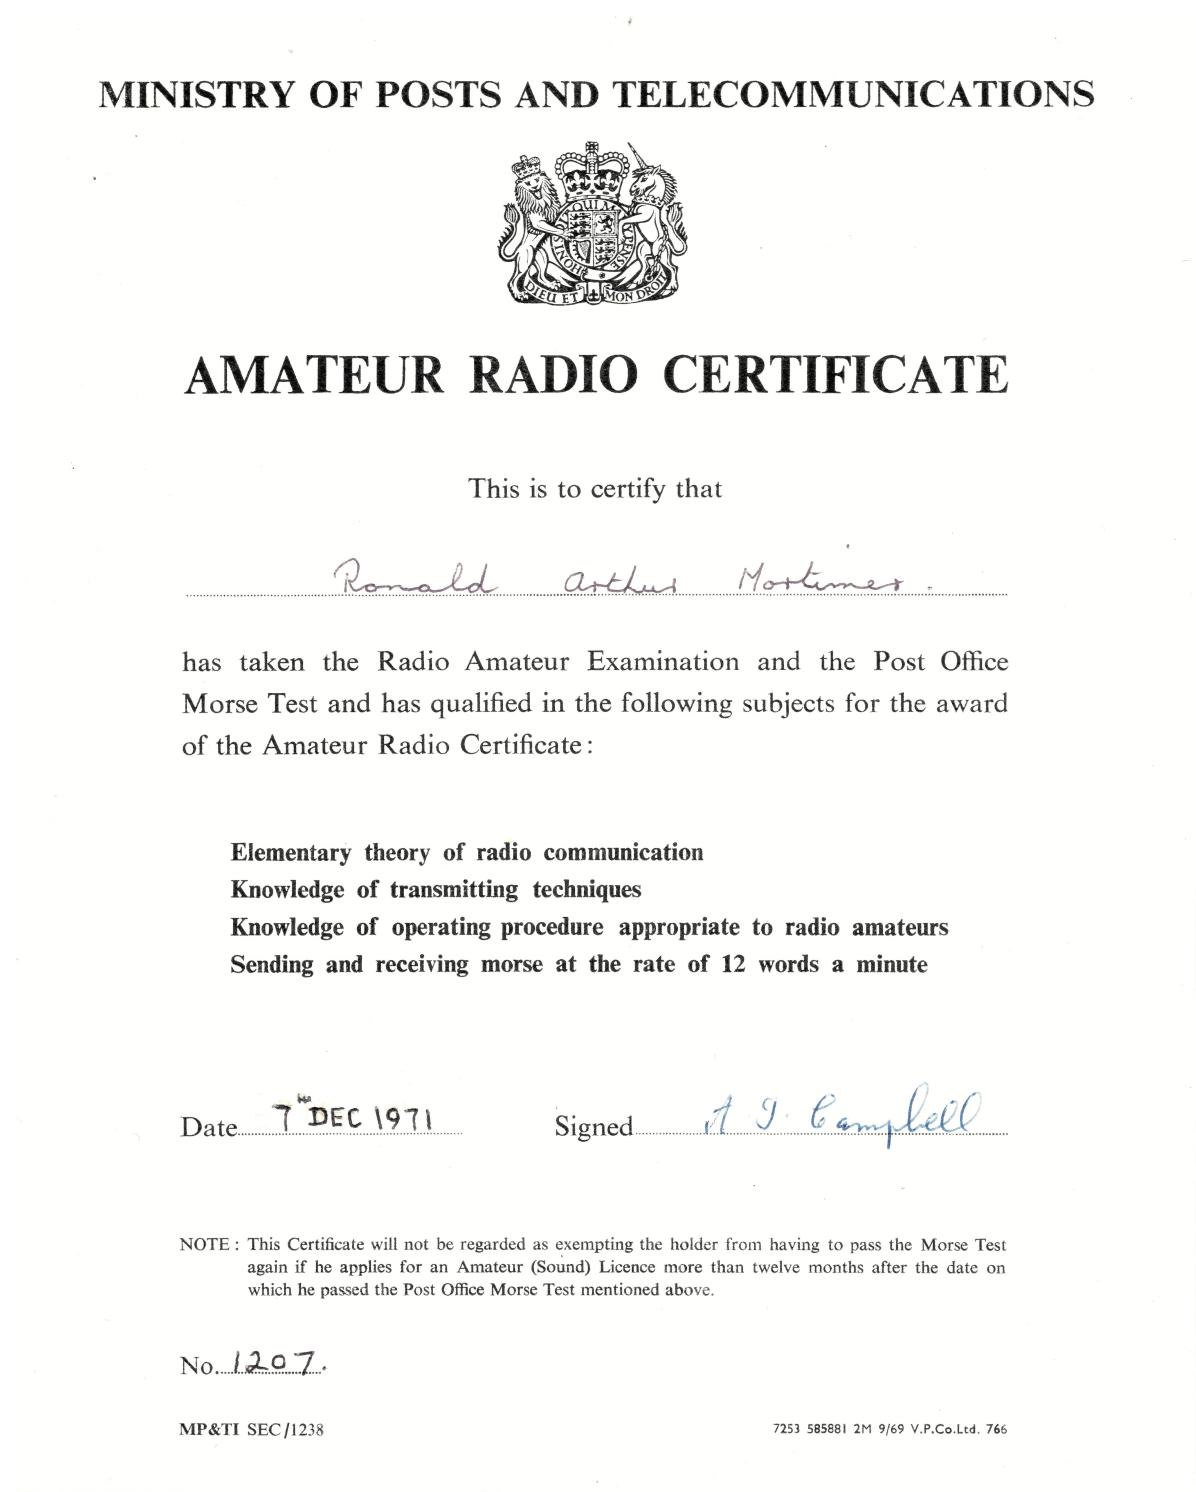 MINISTRY OF POSTS AND TELECOMMUNICATIONS
HONI SOIT QUI MAL Y PENSE
DIEU ET MON DROIT
AMATEUR RADIO CERTIFICATE
This is to certify that
Ronald Arthur Mortimer.
has taken the Radio Amateur Examination and the Post Office
Morse Test and has qualified in the following subjects for the award
of the Amateur Radio Certificate:
Elementary theory of radio communication
Knowledge of transmitting techniques
Knowledge of operating procedure appropriate to radio amateurs
Sending and receiving morse at the rate of 12 words a minute
Date 7TH DEC 1971 Signed A J. Campbell
NOTE: This Certificate will not be regarded as exempting the holder from having to pass the Morse Test
again if he applies for an Amateur (Sound) Licence more than twelve months after the date on
which he passed the Post Office Morse Test mentioned above.
No. 1207.
MP&TI SEC/1238 7253 585881 2M 9/69 V.P.Co.Ltd. 766